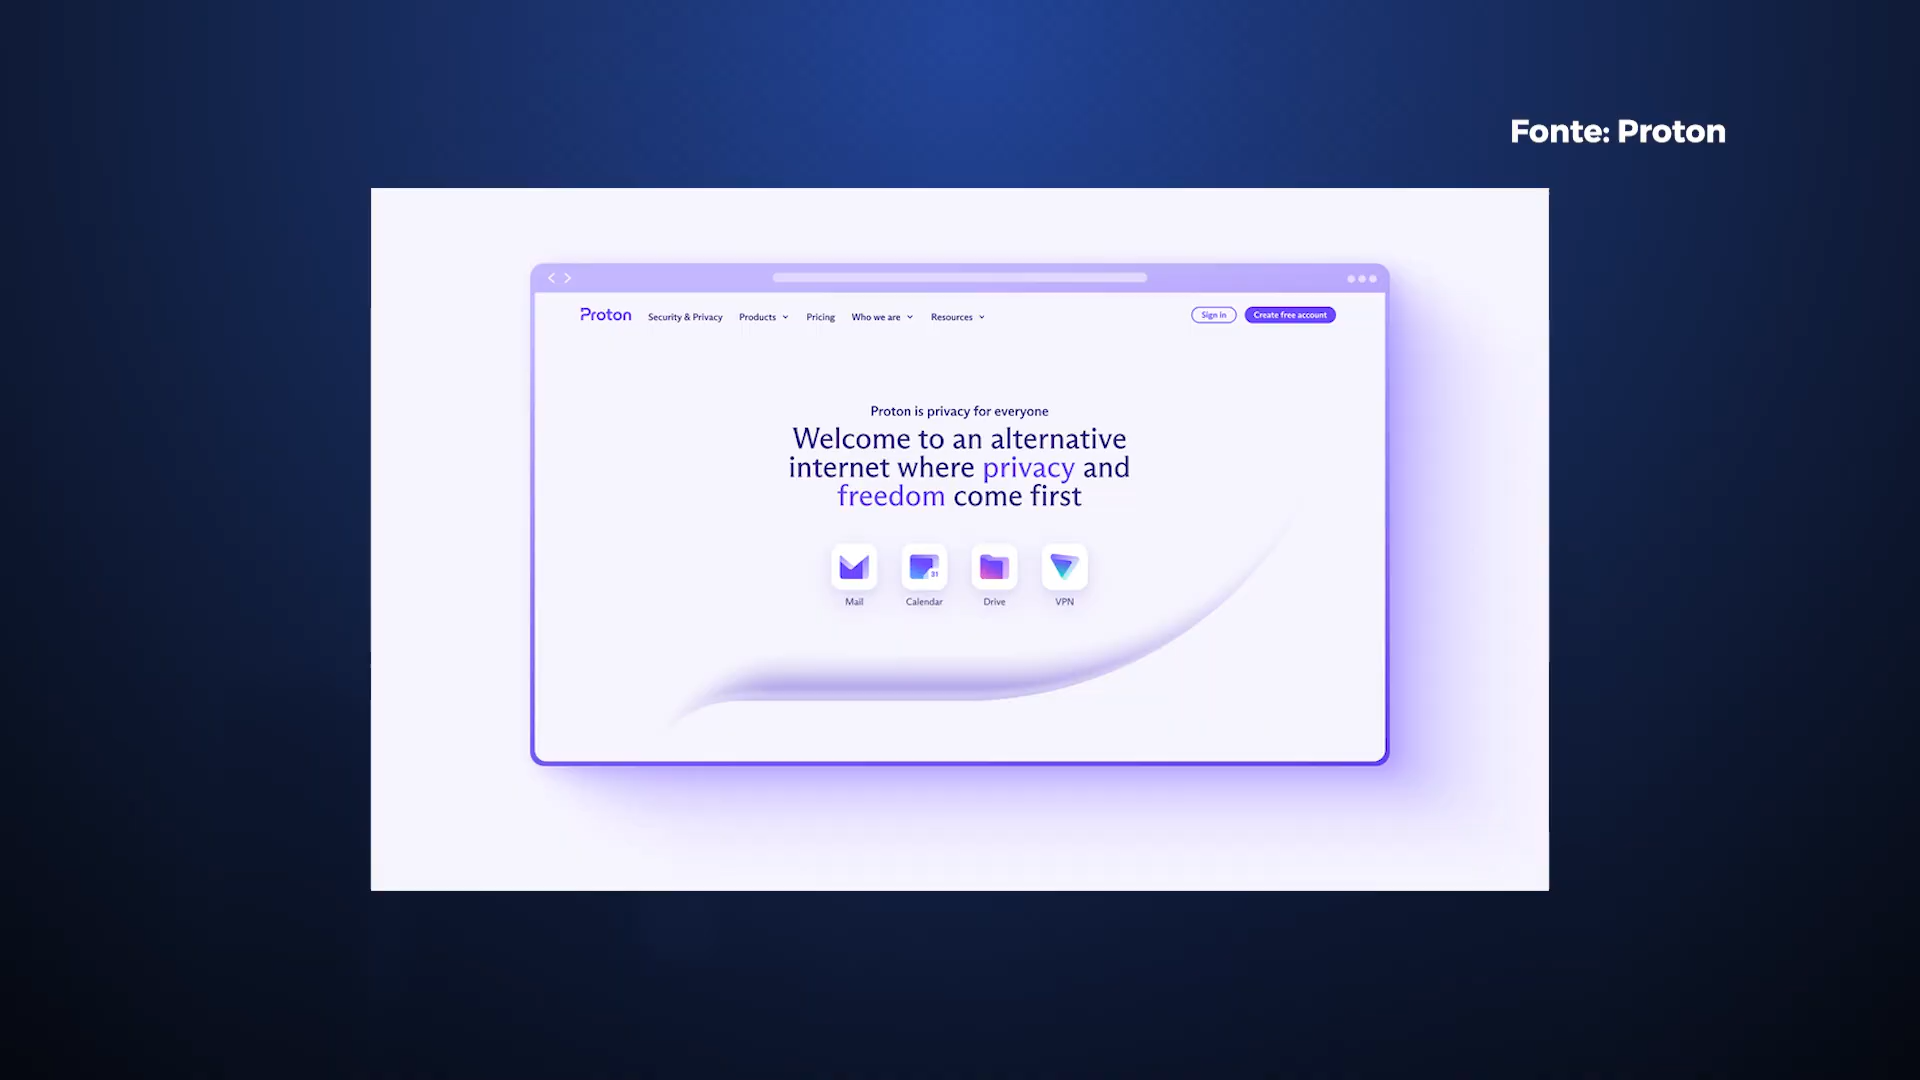 Fonte: Proton
Proton
Security & Privacy
Products
Pricing
Who we are
Resources
Sign in
Create free account
Proton is privacy for everyone
Welcome to an alternative
internet where privacy and
freedom come first
31
Mail
Calendar
Drive
VPN